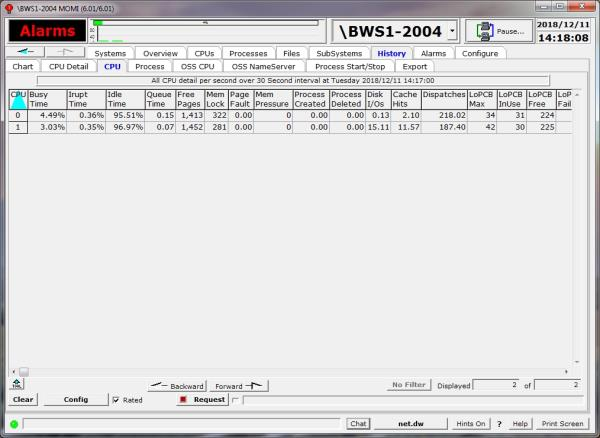 \BWS1-2004 MOMI (6.01/6.01)
Alarms
\BWS1-2004
Pause...
2018/12/11
14:18:08
Systems Overview CPUs Processes Files SubSystems History Alarms Configure
Chart CPU Detail CPU Process OSS CPU OSS NameServer Process Start/Stop Export
All CPU detail per second over 30 Second interval at Tuesday 2018/12/11 14:17:00
CPU Busy Irupt Idle Queue Free Mem Page Mem Process Process Disk Cache Dispatches LoPCB LoPCB LoPCB LoP
Time Time Time Time Pages Lock Fault Pressure Created Deleted I/Os Hits Max InUse Free Fail
0 4.49% 0.36% 95.51% 0.15 1,413 322 0.00 0 0.00 0.00 0.13 2.10 218.02 34 31 224
1 3.03% 0.35% 96.97% 0.07 1,452 281 0.00 0 0.00 0.00 15.11 11.57 187.40 42 30 225
Backward Forward No Filter Displayed 2 of 2
Clear Config Rated Request
Chat net.dw Hints On ? Help Print Screen